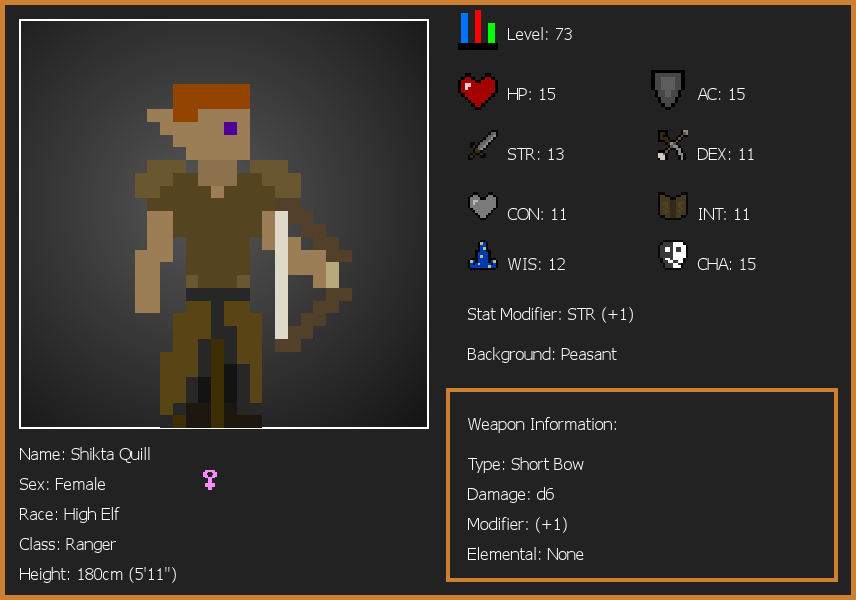 Level: 73
HP: 15
AC: 15
STR: 13
DEX: 11
CON: 11
INT: 11
WIS: 12
CHA: 15
Stat Modifier: STR (+1)
Background: Peasant
Weapon Information:
Type: Short Bow
Damage: d6
Modifier: (+1)
Elemental: None
Name: Shikta Quill
Sex: Female
Race: High Elf
Class: Ranger
Height: 180cm (5'11")